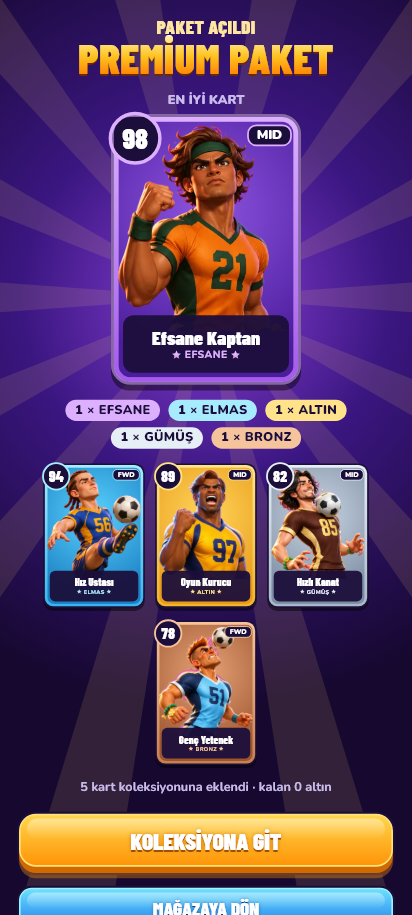 PAKET AÇILDI
PREMİUM PAKET
EN İYİ KART
98
MID
21
Efsane Kaptan
★ EFSANE ★
1 × EFSANE
1 × ELMAS
1 × ALTIN
1 × GÜMÜŞ
1 × BRONZ
94
FWD
56
Hız Ustası
★ ELMAS ★
89
MID
97
Oyun Kurucu
★ ALTIN ★
82
MID
85
Hızlı Kanat
★ GÜMÜŞ ★
78
FWD
51
Genç Yetenek
★ BRONZ ★
5 kart koleksiyonuna eklendi · kalan 0 altın
KOLEKSİYONA GİT
MAĞAZAYA DÖN